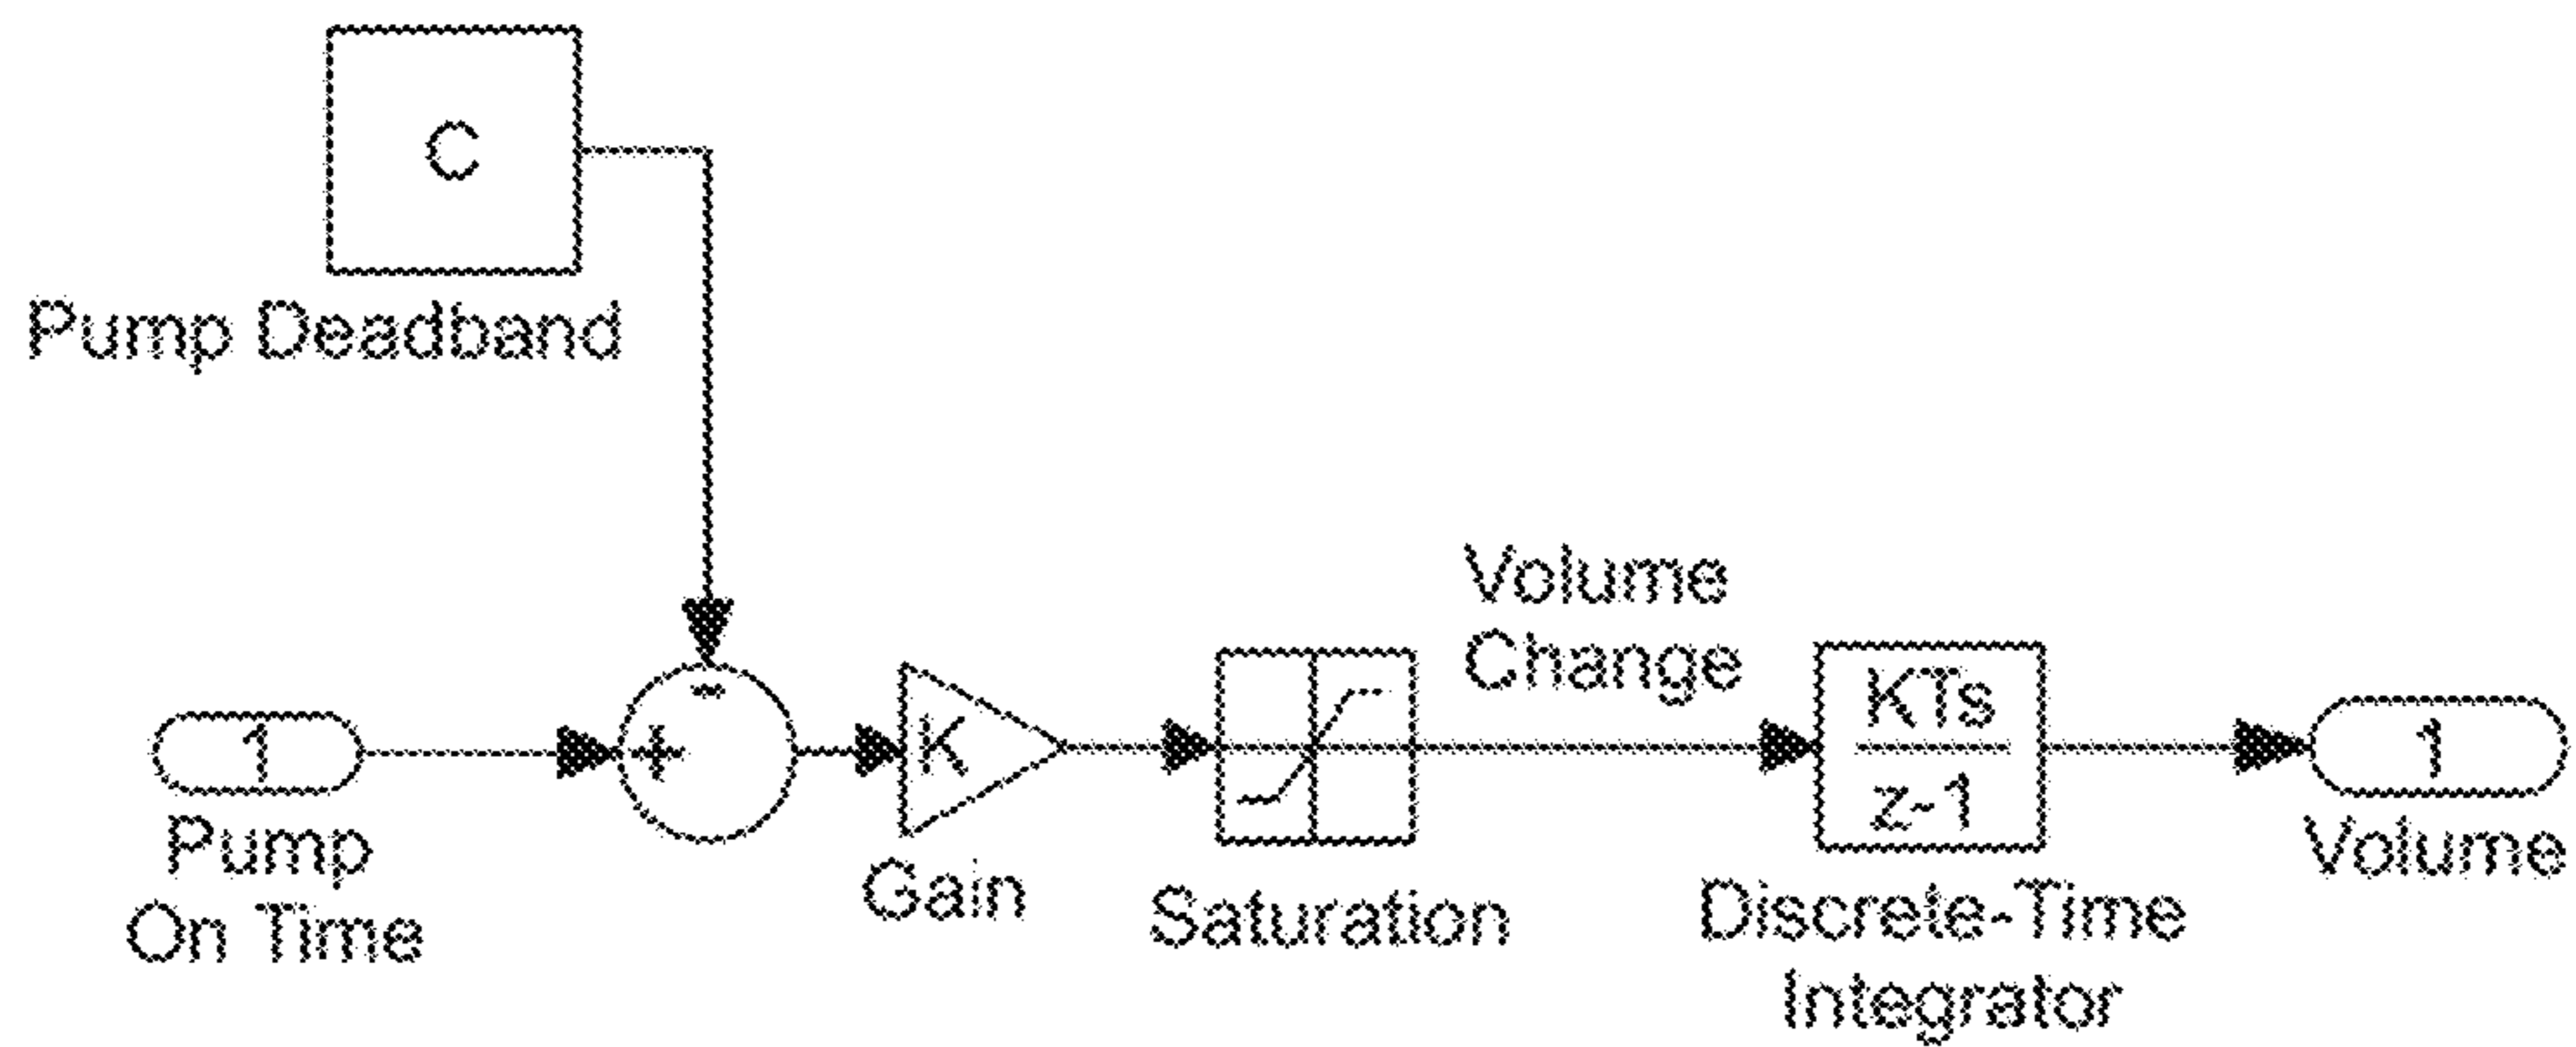 C
Pump Deadband
-
1
+
K
Volume
Change
KTs
z-1
1
Pump
On Time
Gain
Saturation
Discrete-Time
Integrator
Volume